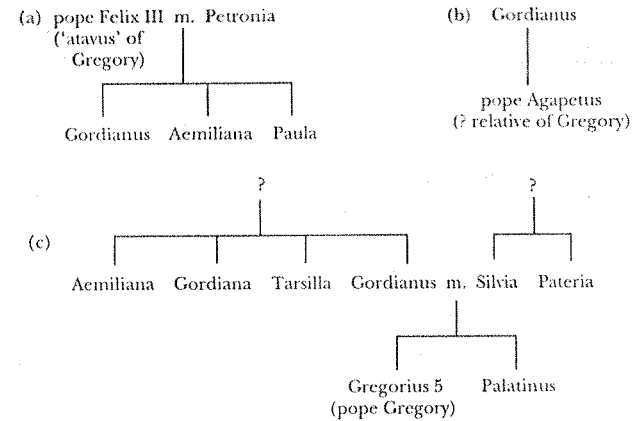 (a) pope Felix III m. Petronia
('atavus' of
Gregory)
Gordianus Aemiliana Paula
(b) Gordianus
pope Agapetus
(? relative of Gregory)
(c)
? ?
Aemiliana Gordiana Tarsilla Gordianus m. Silvia Pateria
Gregorius 5 Palatinus
(pope Gregory)